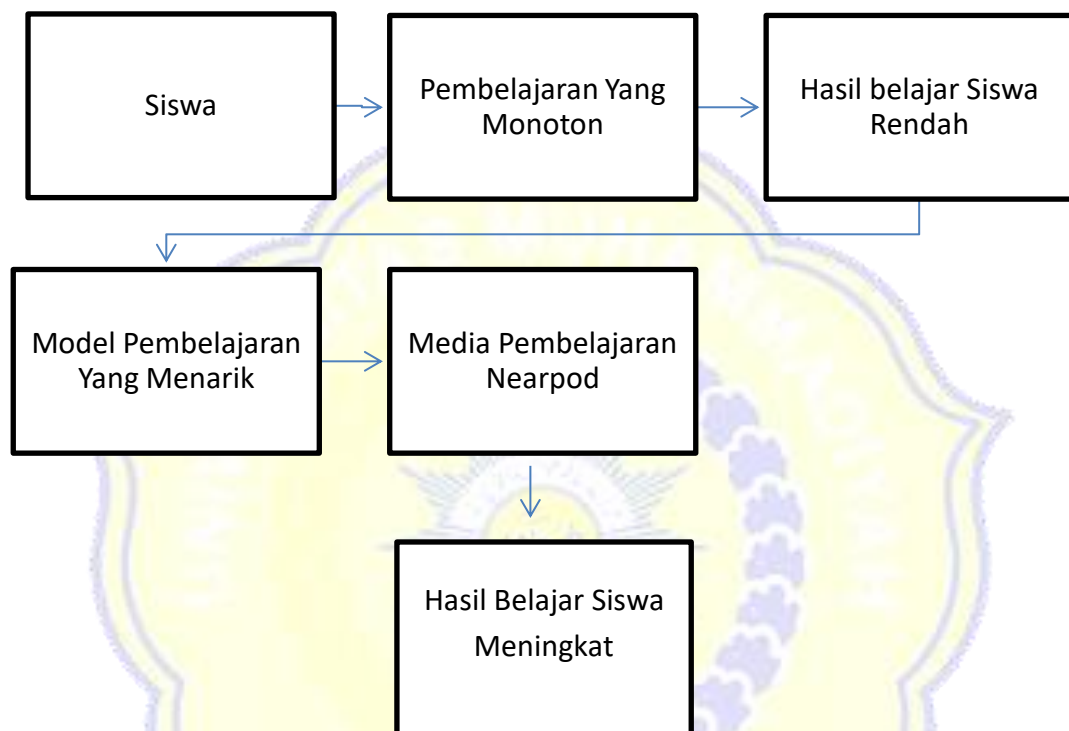 Siswa
Pembelajaran Yang
Monoton
Hasil belajar Siswa
Rendah
Model Pembelajaran
Yang Menarik
Media Pembelajaran
Nearpod
Hasil Belajar Siswa
Meningkat